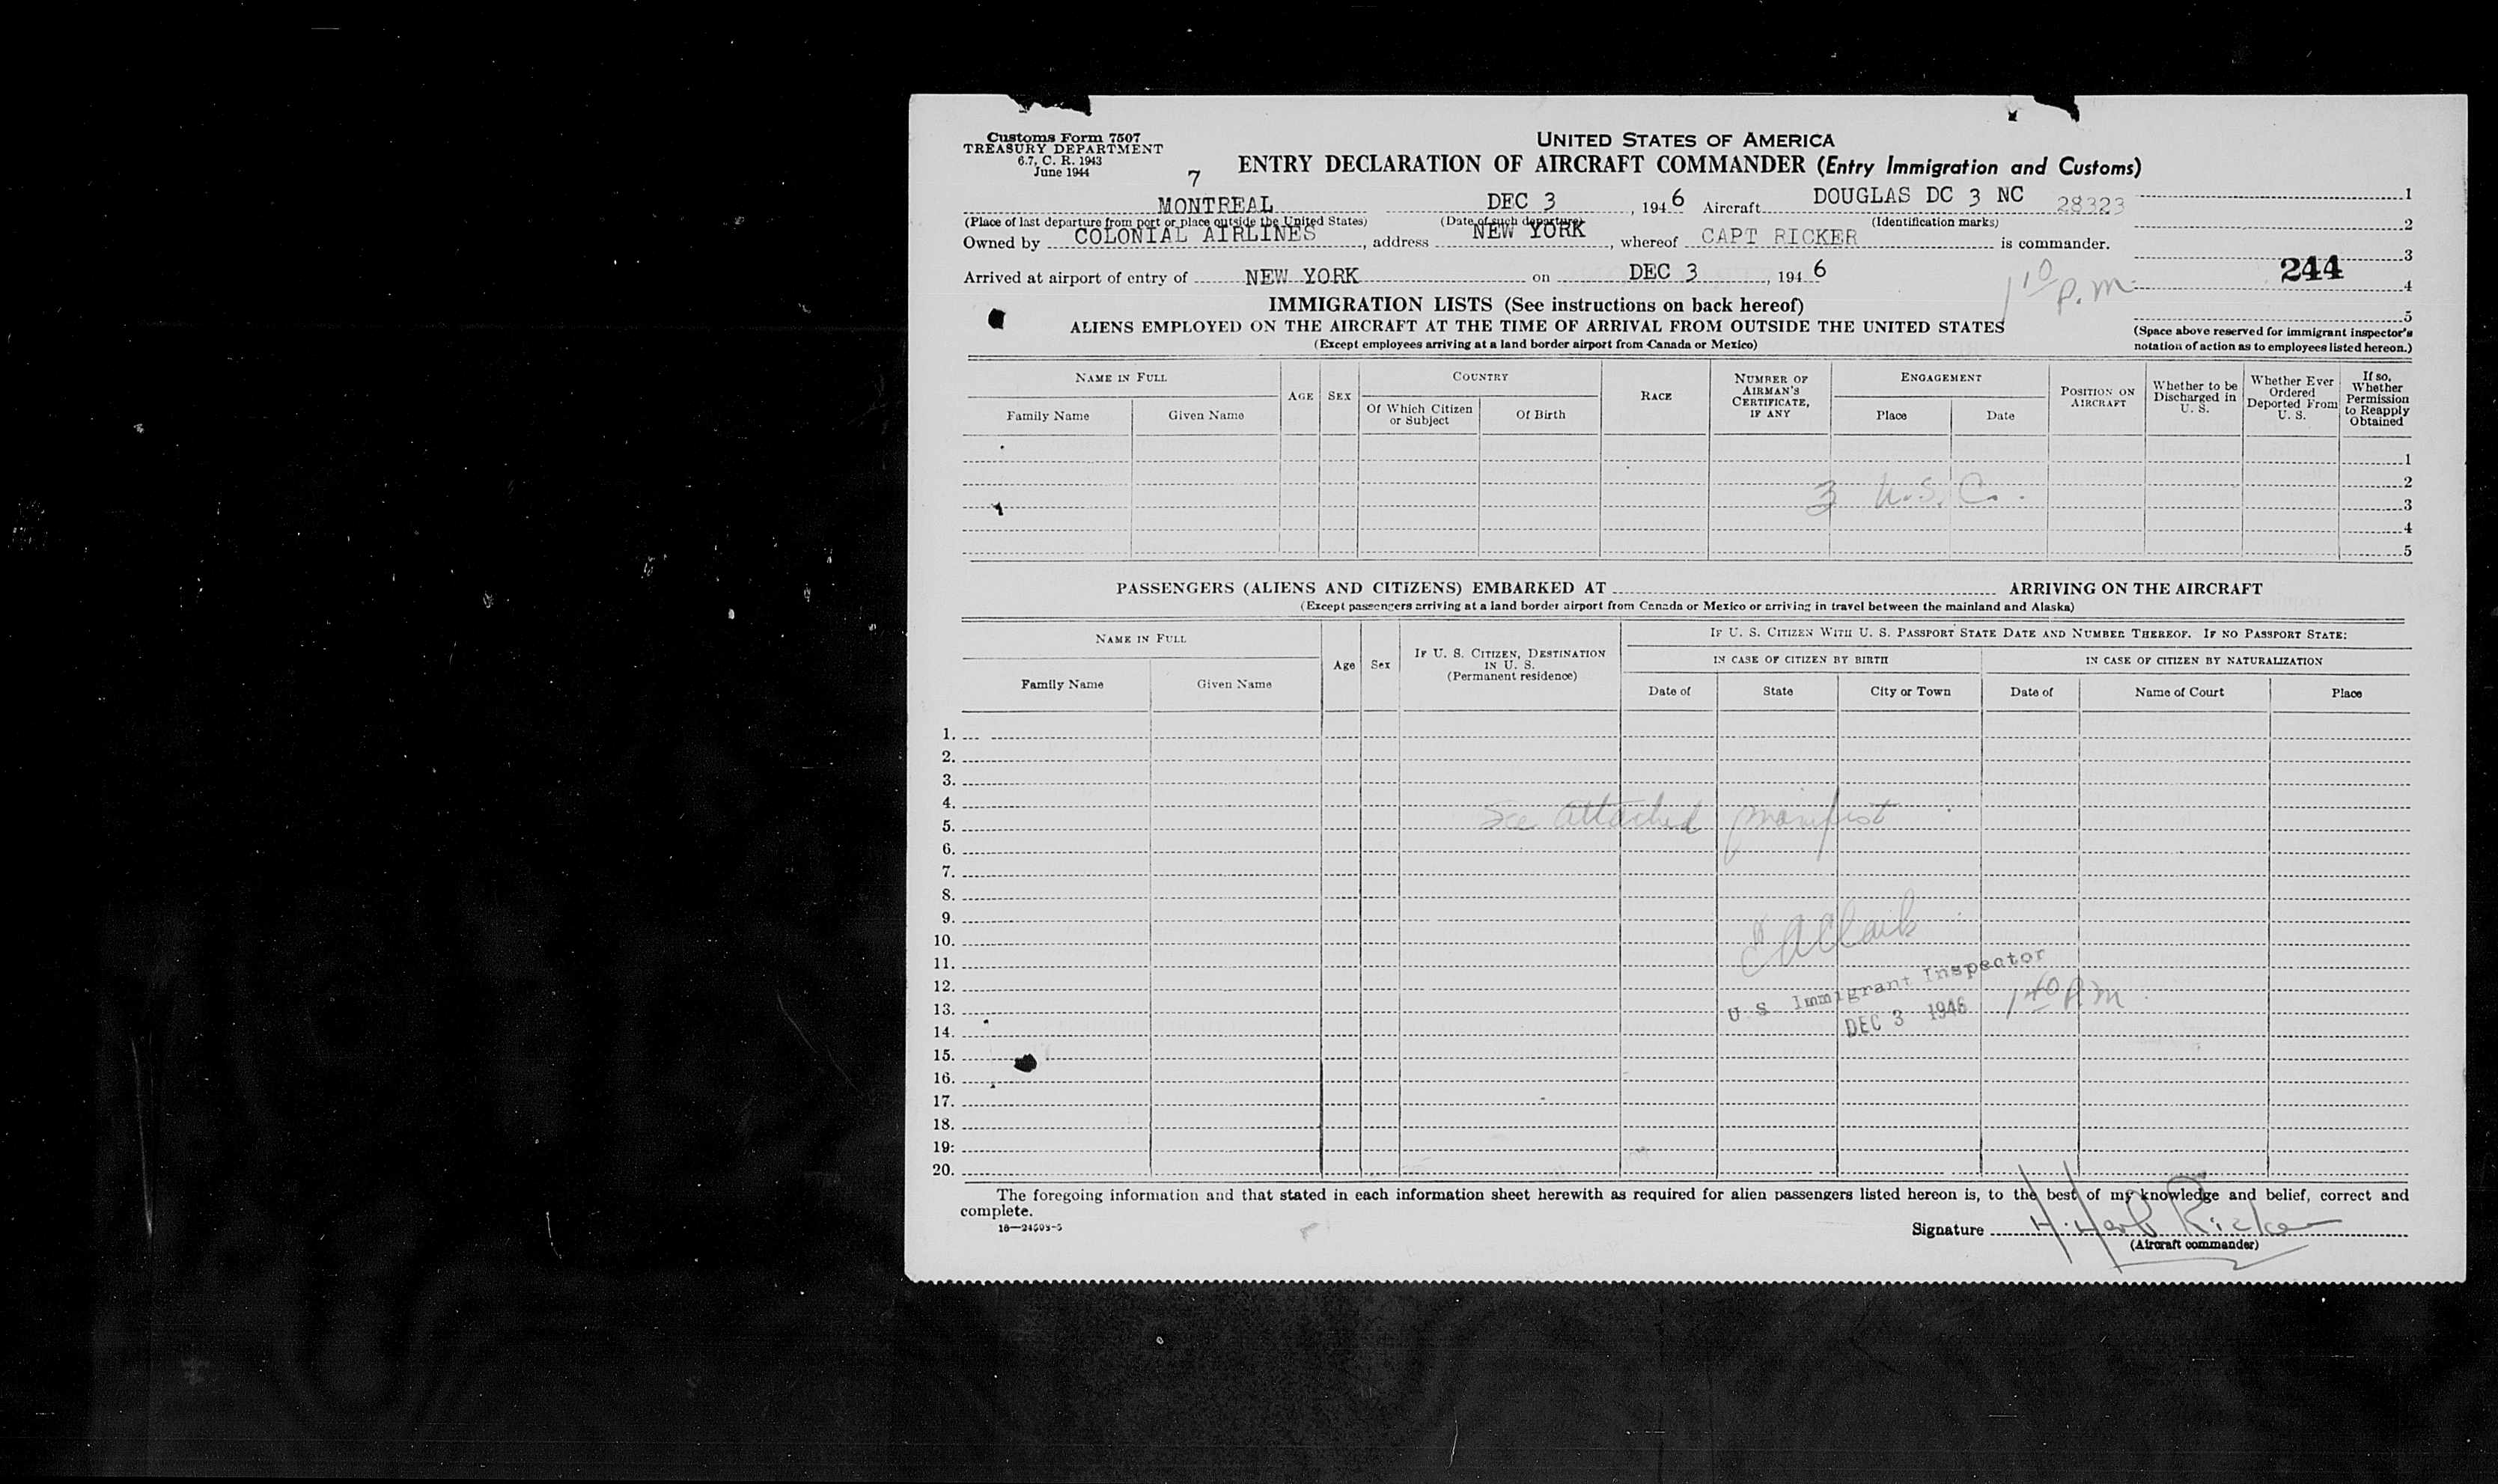 Customs Form 7507
TREASURY DEPARTMENT
6.7, C. R. 1943
June 1944
7
UNITED STATES OF AMERICA
ENTRY DECLARATION OF AIRCRAFT COMMANDER (Entry Immigration and Customs)
MONTREAL DEC 3, 1946 Aircraft DOUGLAS DC 3 NC 28323 1
(Place of last departure from port or place outside the United States) (Date of such departure) (Identification marks) 2
Owned by COLONIAL AIRLINES, address NEW YORK, whereof CAPT RICKER is commander. 3
244
Arrived at airport of entry of NEW YORK on DEC 3, 1946 4
1 10 P.M.
5
IMMIGRATION LISTS (See instructions on back hereof)
ALIENS EMPLOYED ON THE AIRCRAFT AT THE TIME OF ARRIVAL FROM OUTSIDE THE UNITED STATES
(Except employees arriving at a land border airport from Canada or Mexico)
(Space above reserved for immigrant inspector's
notation of action as to employees listed hereon.)
NAME IN FULL
Family Name Given Name
AGE SEX
COUNTRY
Of Which Citizen or Subject Of Birth
RACE
NUMBER OF AIRMAN'S CERTIFICATE, IF ANY
ENGAGEMENT
Place Date
POSITION ON AIRCRAFT
Whether to be Discharged in U. S.
Whether Ever Ordered Deported From U. S.
If so, Whether Permission to Reapply Obtained
1
2
3 U.S.C.
3
4
5
PASSENGERS (ALIENS AND CITIZENS) EMBARKED AT ARRIVING ON THE AIRCRAFT
(Except passengers arriving at a land border airport from Canada or Mexico or arriving in travel between the mainland and Alaska)
NAME IN FULL
Family Name Given Name
Age Sex
IF U. S. CITIZEN, DESTINATION IN U. S. (Permanent residence)
IF U. S. CITIZEN WITH U. S. PASSPORT STATE DATE AND NUMBER THEREOF. IF NO PASSPORT STATE:
IN CASE OF CITIZEN BY BIRTH IN CASE OF CITIZEN BY NATURALIZATION
Date of State City or Town Date of Name of Court Place
1.
2.
3.
4.
See attached manifest
5.
6.
7.
8.
9.
10.
11.
12.
U S Immigrant Inspector
13.
DEC 3 1946 1 40 P.M.
14.
15.
16.
17.
18.
19.
20.
The foregoing information and that stated in each information sheet herewith as required for alien passengers listed hereon is, to the best of my knowledge and belief, correct and
complete.
16—24503-5
Signature H. Herb Ricker
(Aircraft commander)